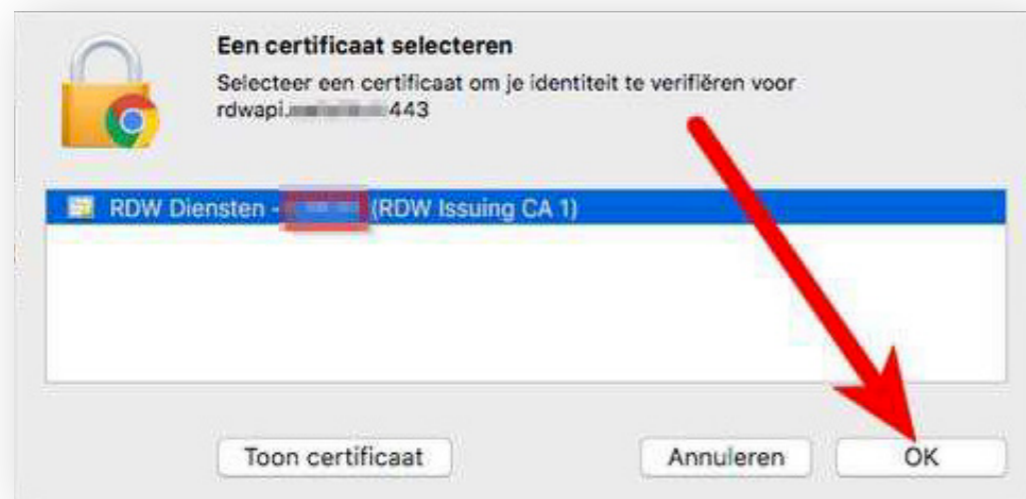 Een certificaat selecteren
Selecteer een certificaat om je identiteit te verifiëren voor
rdwapi. 443
RDW Diensten - (RDW Issuing CA 1)
Toon certificaat
Annuleren
OK